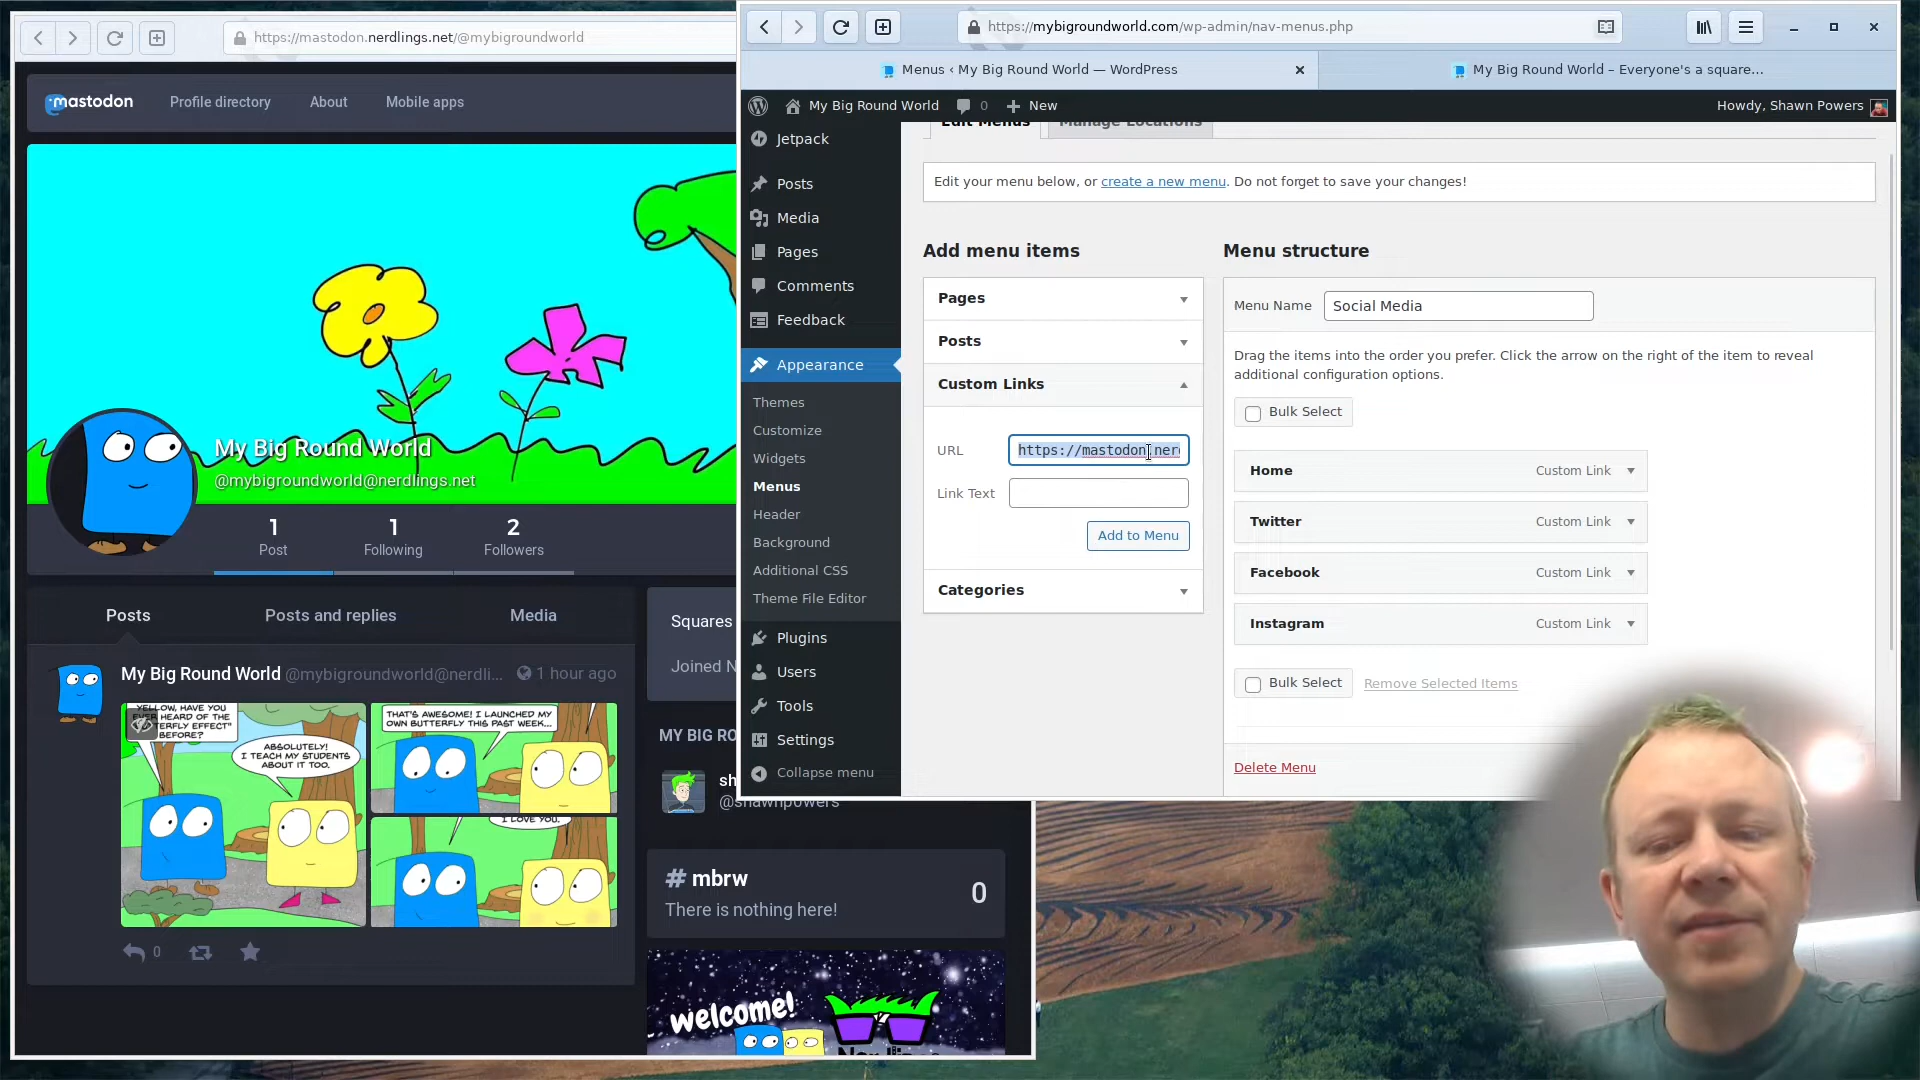 https://mastodon.nerdlings.net/@mybigroundworld
mastodon
Profile directory
About
Mobile apps
My Big Round World
@mybigroundworld@nerdlings.net
1
Post
1
Following
2
Followers
Posts
Posts and replies
Media
My Big Round World @mybigroundworld@nerdli...
1 hour ago
YELLOW, HAVE YOU
EVER HEARD OF THE
BEFORE?
ABSOLUTELY!
I TEACH MY STUDENTS
ABOUT IT TOO.
THAT'S AWESOME! I LAUNCHED MY
OWN BUTTERFLY THIS PAST WEEK...
I LOVE YOU.
0
Squares
Joined N
MY BIG RO
sh
@shawnpowers
# mbrw
There is nothing here!
0
welcome!
https://mybigroundworld.com/wp-admin/nav-menus.php
Menus ‹ My Big Round World — WordPress
My Big Round World – Everyone's a square...
My Big Round World
0
New
Howdy, Shawn Powers
Jetpack
Posts
Media
Pages
Comments
Feedback
Appearance
Themes
Customize
Widgets
Menus
Header
Background
Additional CSS
Theme File Editor
Plugins
Users
Tools
Settings
Collapse menu
Edit Menus
Manage Locations
Edit your menu below, or create a new menu. Do not forget to save your changes!
Add menu items
Pages
Posts
Custom Links
URL
https://mastodon.ner
Link Text
Add to Menu
Categories
Menu structure
Menu Name
Social Media
Drag the items into the order you prefer. Click the arrow on the right of the item to reveal
additional configuration options.
Bulk Select
Home
Custom Link
Twitter
Custom Link
Facebook
Custom Link
Instagram
Custom Link
Bulk Select
Remove Selected Items
Delete Menu